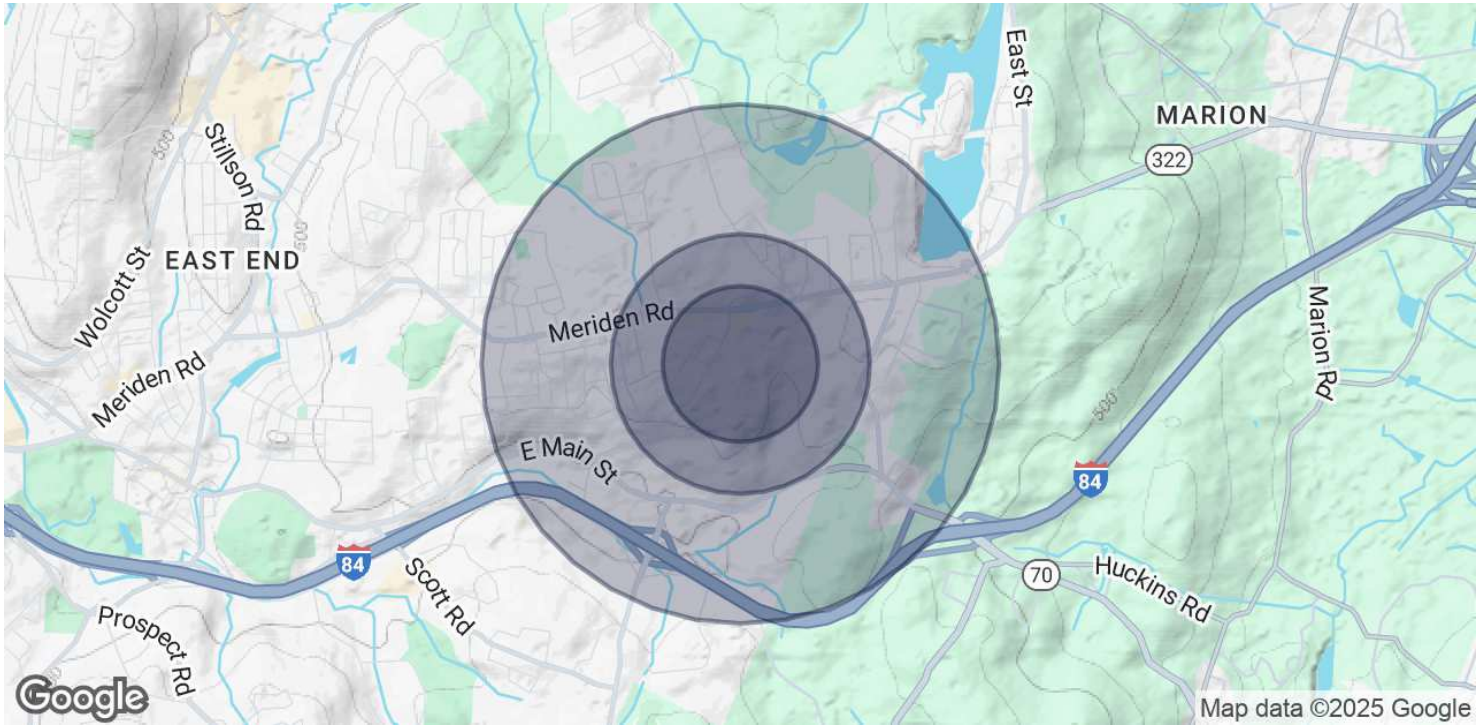 East St
MARION
322
500
Stillson Rd
500
EAST END
Wolcott St
Meriden Rd
Marion Rd
Meriden Rd
500
E Main St
84
84
70
Huckins Rd
Scott Rd
Prospect Rd
Google
Map data ©2025 Google